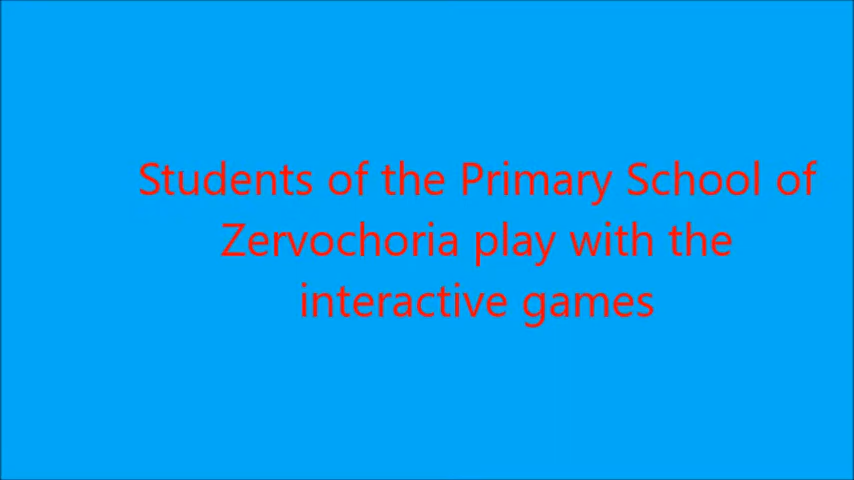 Students of the Primary School of
Zervochoria play with the
interactive games